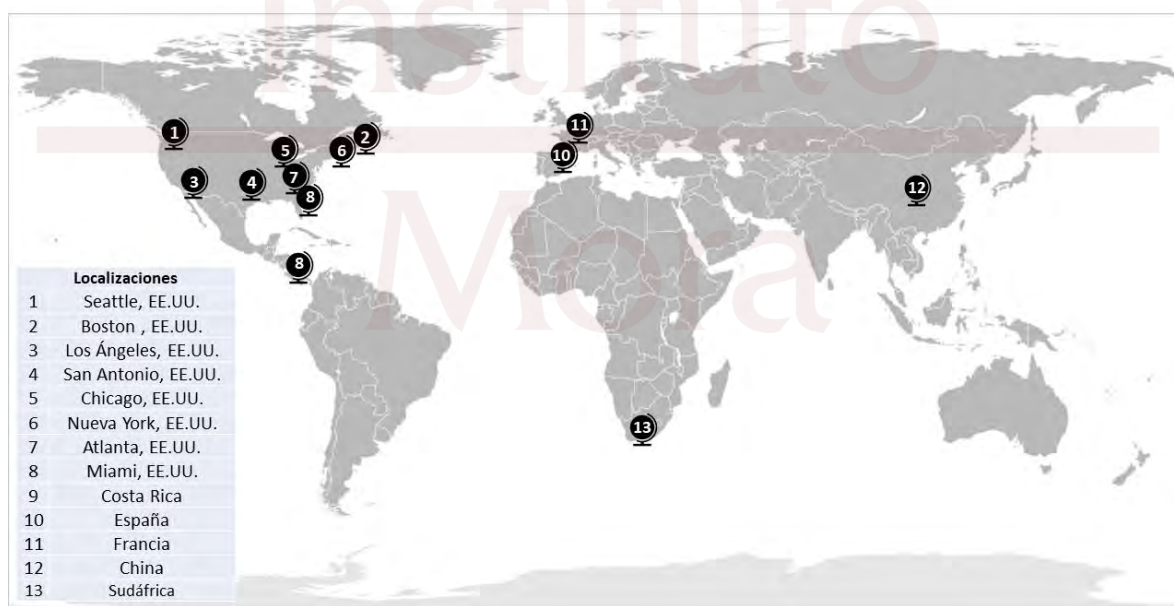 Instituto
Mora
1
2
5
6
11
10
3
4
7
8
12
8
13
Localizaciones
1 Seattle, EE.UU.
2 Boston , EE.UU.
3 Los Ángeles, EE.UU.
4 San Antonio, EE.UU.
5 Chicago, EE.UU.
6 Nueva York, EE.UU.
7 Atlanta, EE.UU.
8 Miami, EE.UU.
9 Costa Rica
10 España
11 Francia
12 China
13 Sudáfrica